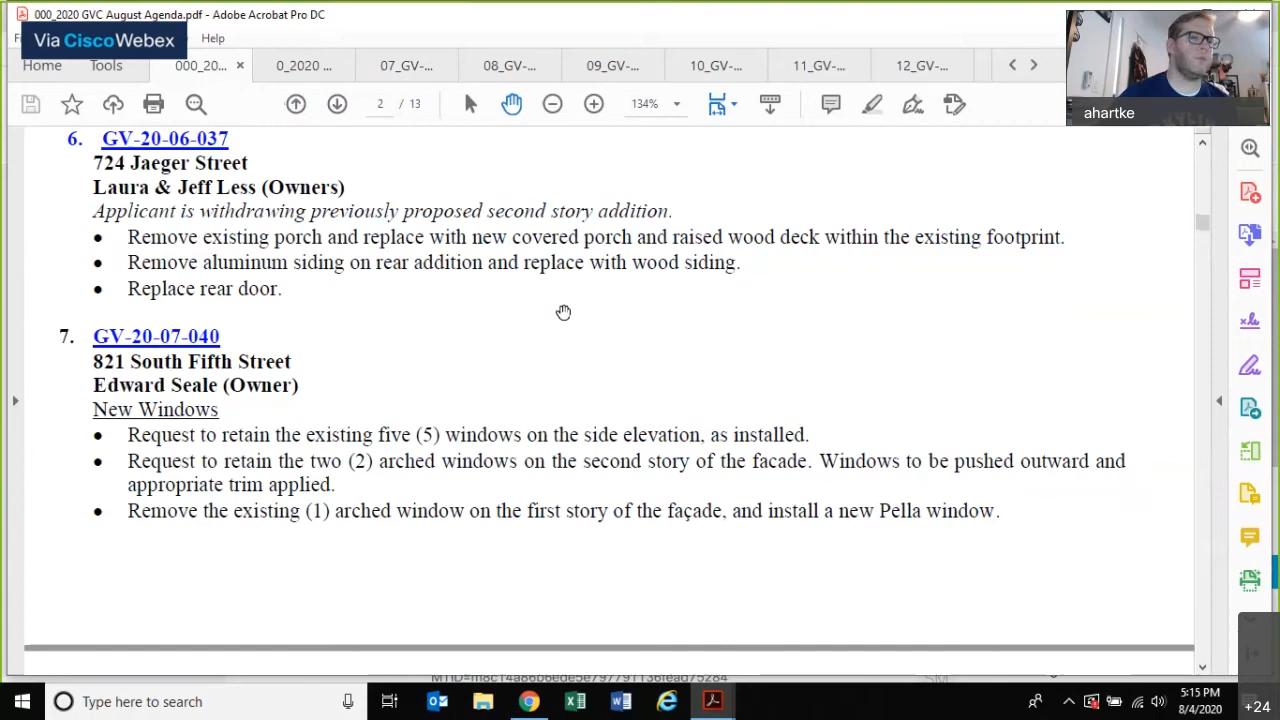 000_2020 GVC August Agenda.pdf - Adobe Acrobat Pro DC
Via CiscoWebex
Help
Home Tools 000_20... × 0_2020 ... 07_GV-... 08_GV-... 09_GV-... 10_GV-... 11_GV-... 12_GV-...
2 / 13 134%
ahartke
6. GV-20-06-037
724 Jaeger Street
Laura & Jeff Less (Owners)
Applicant is withdrawing previously proposed second story addition.
• Remove existing porch and replace with new covered porch and raised wood deck within the existing footprint.
• Remove aluminum siding on rear addition and replace with wood siding.
• Replace rear door.
7. GV-20-07-040
821 South Fifth Street
Edward Seale (Owner)
New Windows
• Request to retain the existing five (5) windows on the side elevation, as installed.
• Request to retain the two (2) arched windows on the second story of the facade. Windows to be pushed outward and
appropriate trim applied.
• Remove the existing (1) arched window on the first story of the façade, and install a new Pella window.
Type here to search
5:15 PM
8/4/2020
+24